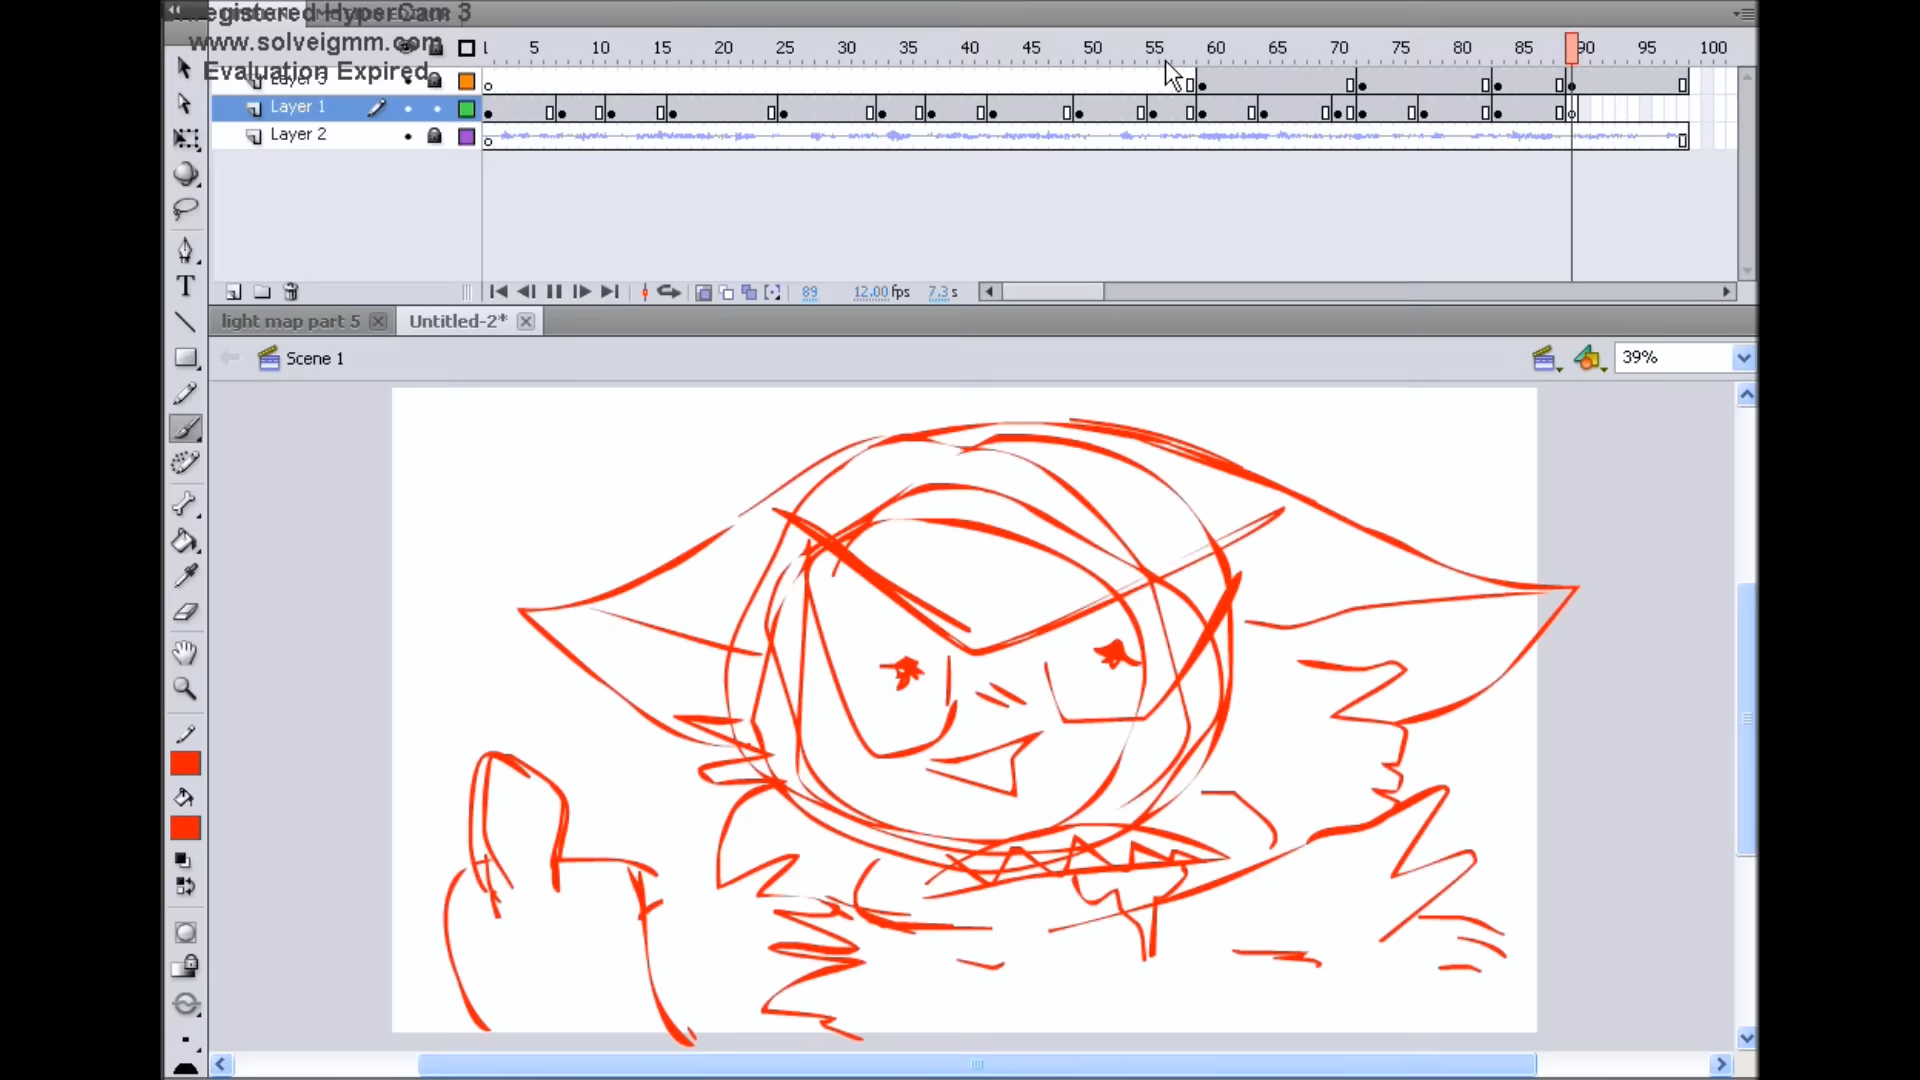 Unregistered HyperCam 3
www.solveigmm.com
Evaluation Expired
5 10 15 20 25 30 35 40 45 50 55 60 65 70 75 80 85 90 95 100
Layer 3
Layer 1
Layer 2
89 12.00 fps 7.3 s
light map part 5 Untitled-2*
Scene 1 39%
T